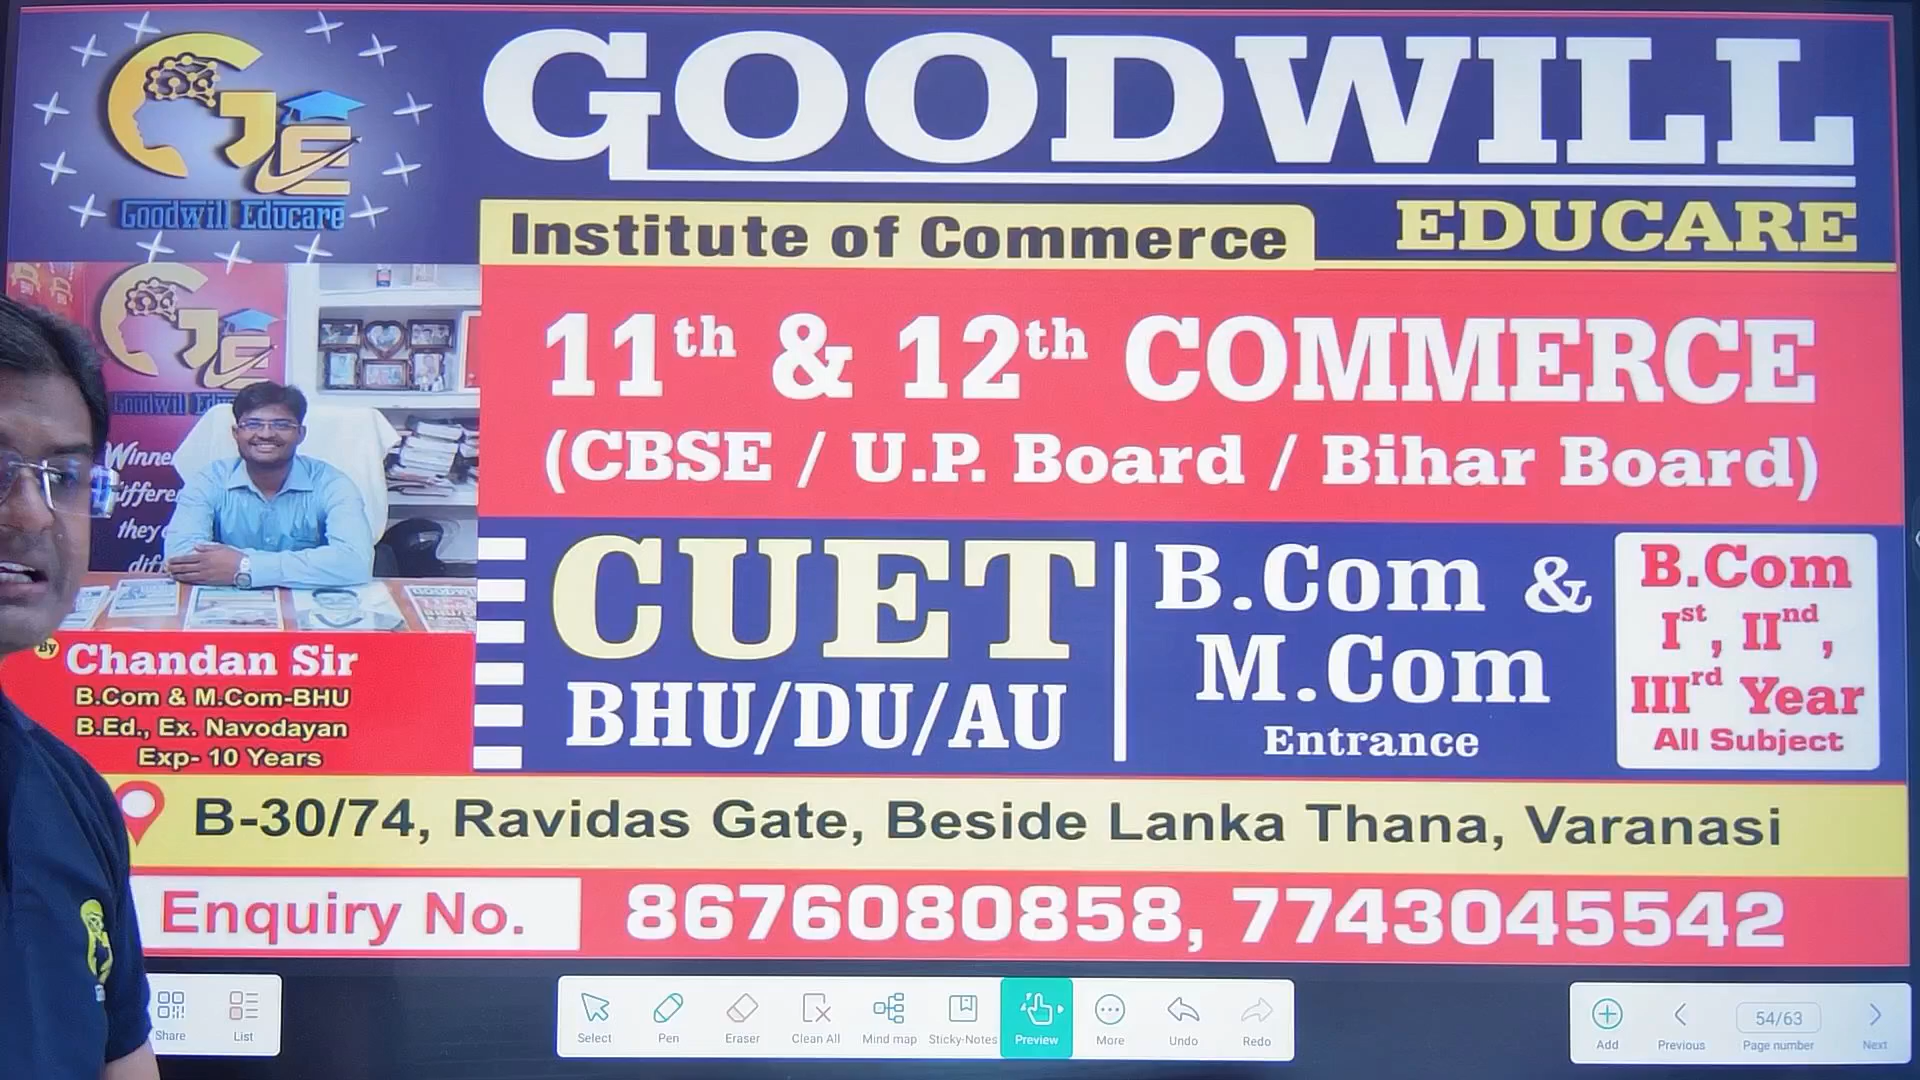 GOODWILL
EDUCARE
Institute of Commerce
Goodwill Educare
11th & 12th COMMERCE
(CBSE / U.P. Board / Bihar Board)
By
Chandan Sir
B.Com & M.Com-BHU
B.Ed., Ex. Navodayan
Exp- 10 Years
CUET
BHU/DU/AU
B.Com &
M.Com
Entrance
B.Com
Ist, IInd,
IIIrd Year
All Subject
B-30/74, Ravidas Gate, Beside Lanka Thana, Varanasi
Enquiry No.
8676080858, 7743045542
Share
List
Select
Pen
Eraser
Clean All
Mind map
Sticky-Notes
Preview
More
Undo
Redo
Add
Previous
54/63
Page number
Next